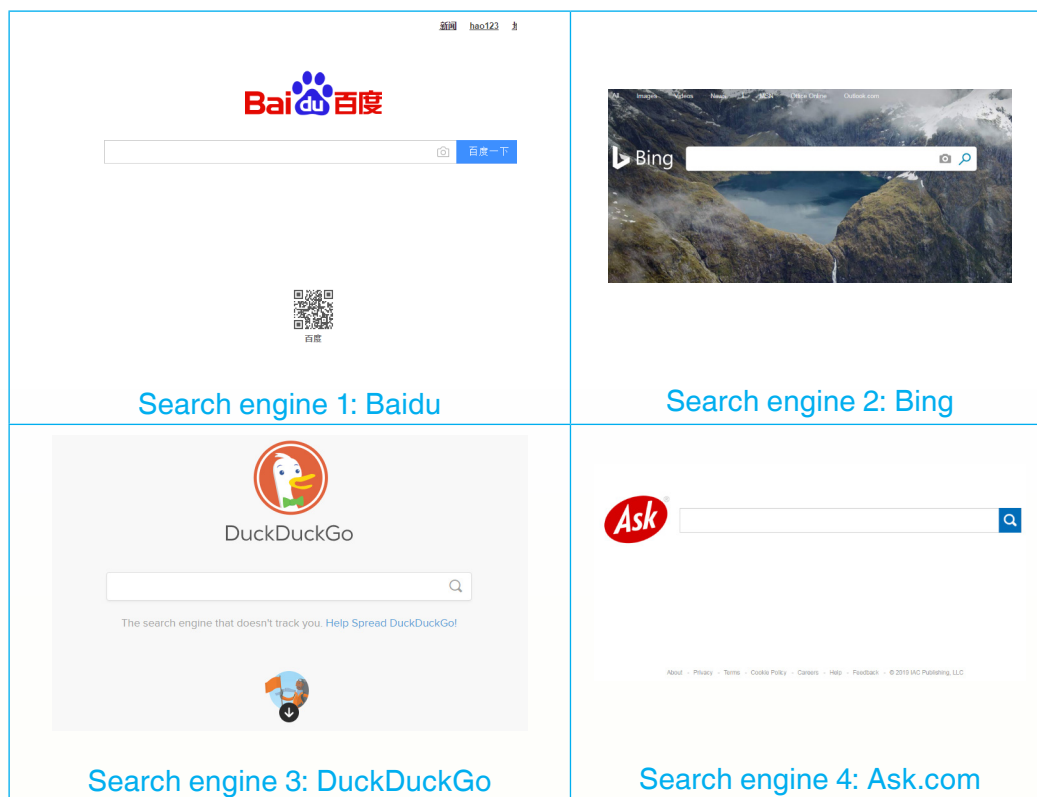 新闻 hao123
Bai du 百度
百度一下
百度
Search engine 1: Baidu
All Images Videos News MSN Office Online Outlook.com
Bing
Search engine 2: Bing
DuckDuckGo
The search engine that doesn't track you. Help Spread DuckDuckGo!
Search engine 3: DuckDuckGo
Ask
About - Privacy - Terms - Cookie Policy - Careers - Help - Feedback - © 2019 IAC Publishing, LLC
Search engine 4: Ask.com